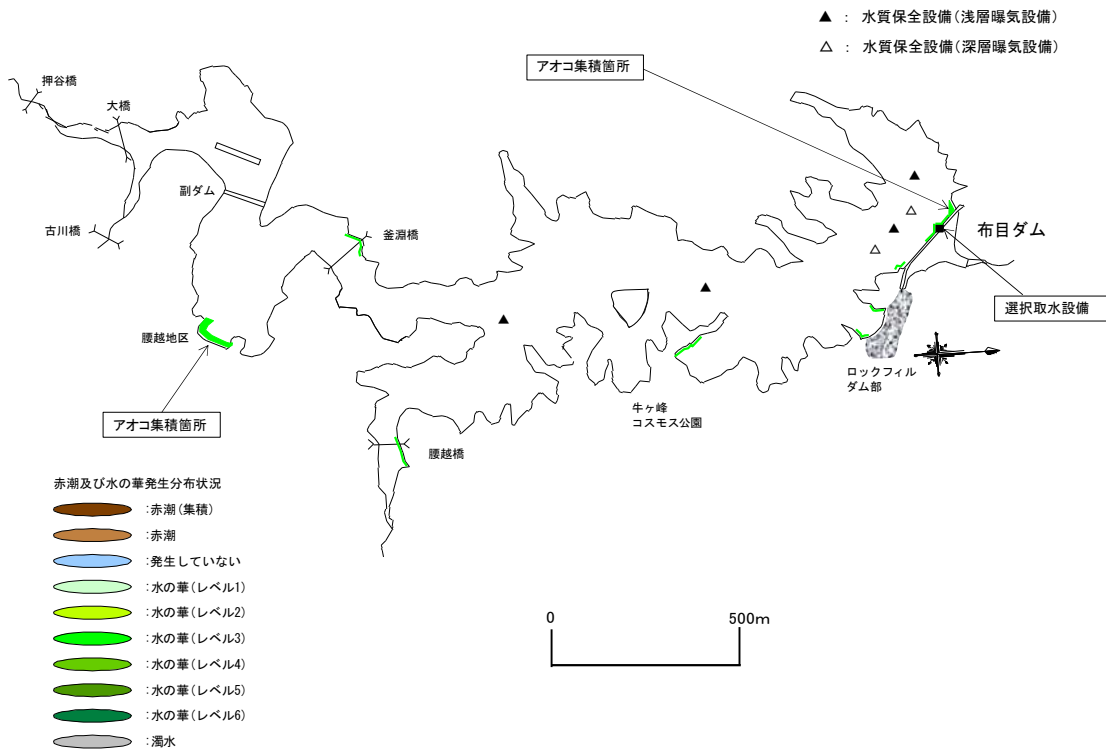 ▲ : 水質保全設備(浅層曝気設備)
△ : 水質保全設備(深層曝気設備)
アオコ集積箇所
押谷橋
大橋
副ダム
古川橋
釜淵橋
布目ダム
選択取水設備
腰越地区
ロックフィル
ダム部
アオコ集積箇所
牛ヶ峰
コスモス公園
腰越橋
赤潮及び水の華発生分布状況
:赤潮(集積)
:赤潮
:発生していない
:水の華(レベル1)
:水の華(レベル2)
:水の華(レベル3)
:水の華(レベル4)
:水の華(レベル5)
:水の華(レベル6)
:濁水
0 500m